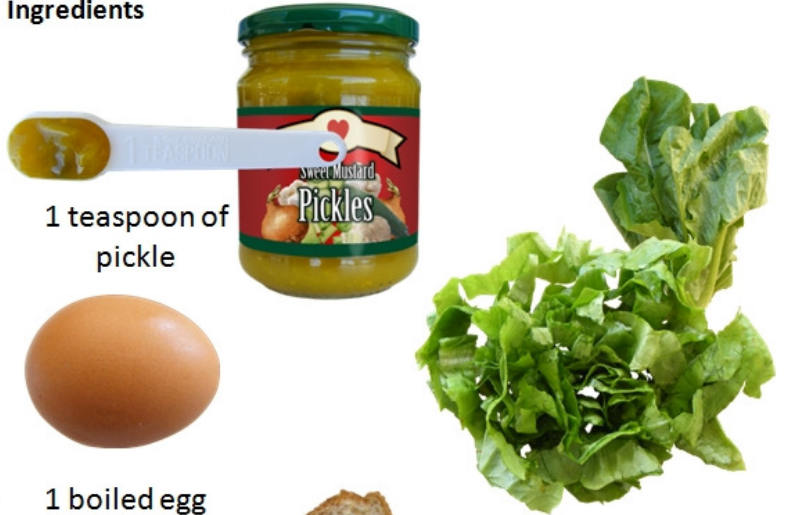 Ingredients
1 TEASPOON
Sweet Mustard
Pickles
1 teaspoon of
pickle
1 boiled egg